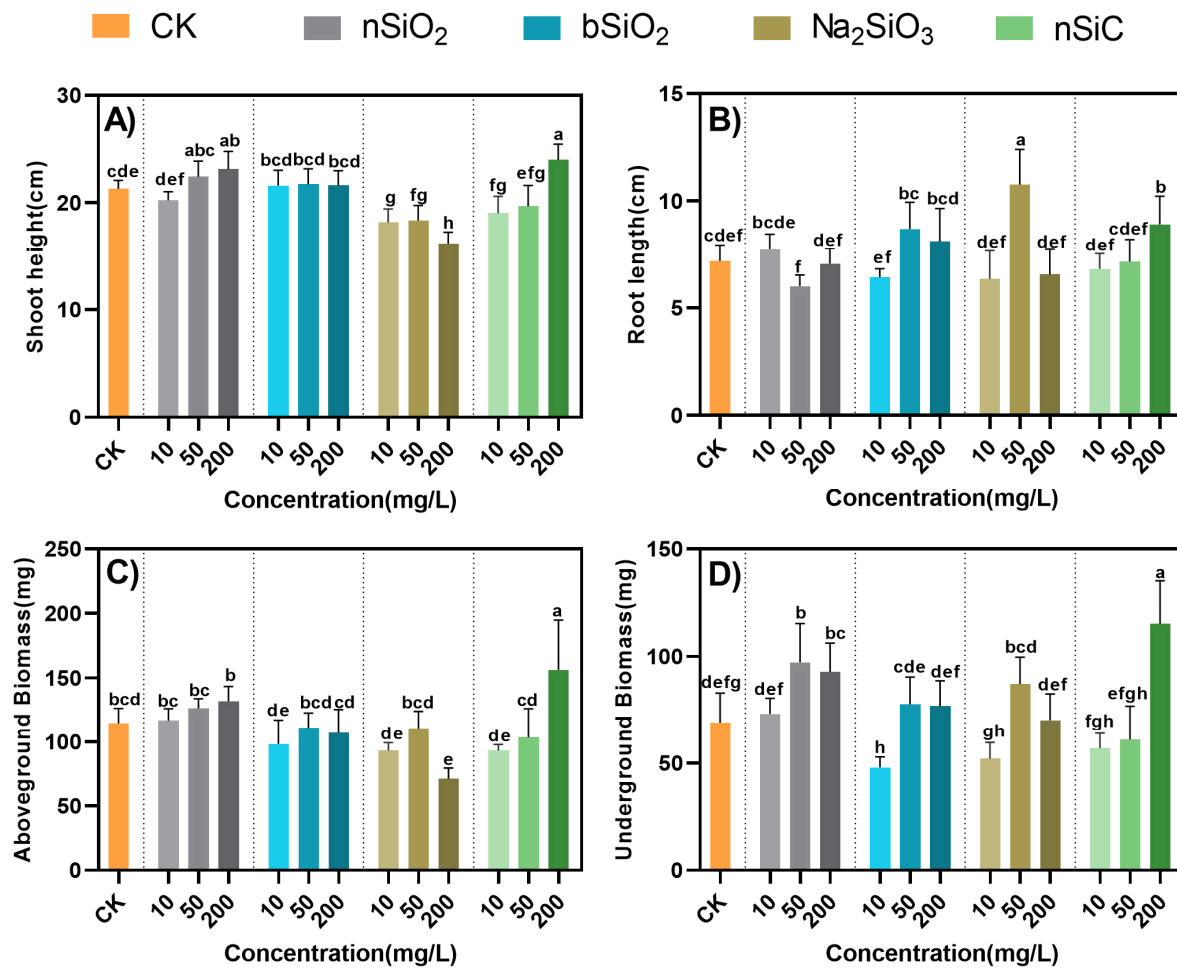 CK nSiO₂ bSiO₂ Na₂SiO₃ nSiC
A)
Shoot height(cm)
30
20
10
0
cde def abc ab bcd bcd bcd g fg h fg efg a
CK 10 50 200 10 50 200 10 50 200 10 50 200
Concentration(mg/L)
B)
Root length(cm)
15
10
5
0
cdef bcde f def ef bc bcd def a def def cdef b
CK 10 50 200 10 50 200 10 50 200 10 50 200
Concentration(mg/L)
C)
Aboveground Biomass(mg)
250
200
150
100
50
0
bcd bc bc b de bcd cd de bcd e de cd a
CK 10 50 200 10 50 200 10 50 200 10 50 200
Concentration(mg/L)
D)
Underground Biomass(mg)
150
100
50
0
defg def b bc h cde def gh bcd def fgh efgh a
CK 10 50 200 10 50 200 10 50 200 10 50 200
Concentration(mg/L)